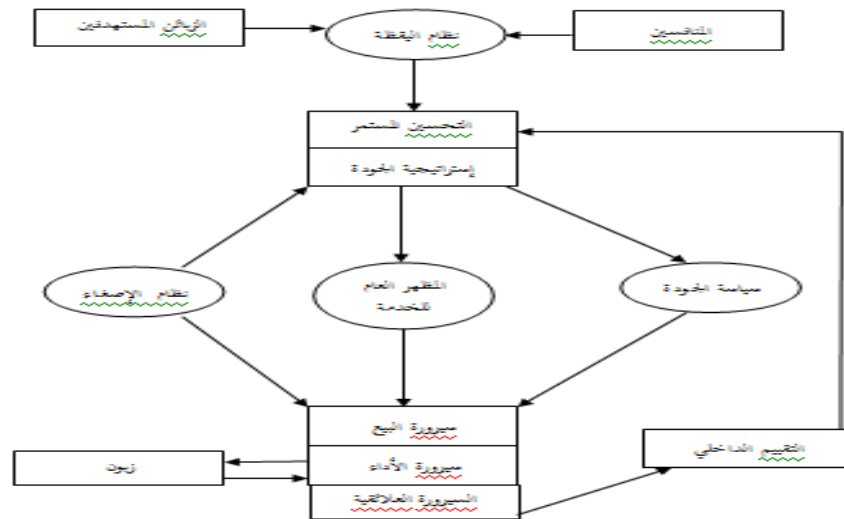 الزبائن المستهدفين
نظام اليقظة
المنافسين
التحسين المستمر
إستراتيجية الجودة
نظام الإصغاء
المظهر العام
للخدمة
سياسة الجودة
سيرورة البيع
سيرورة الأداء
السيرورة العلائقية
زبون
التقييم الداخلي